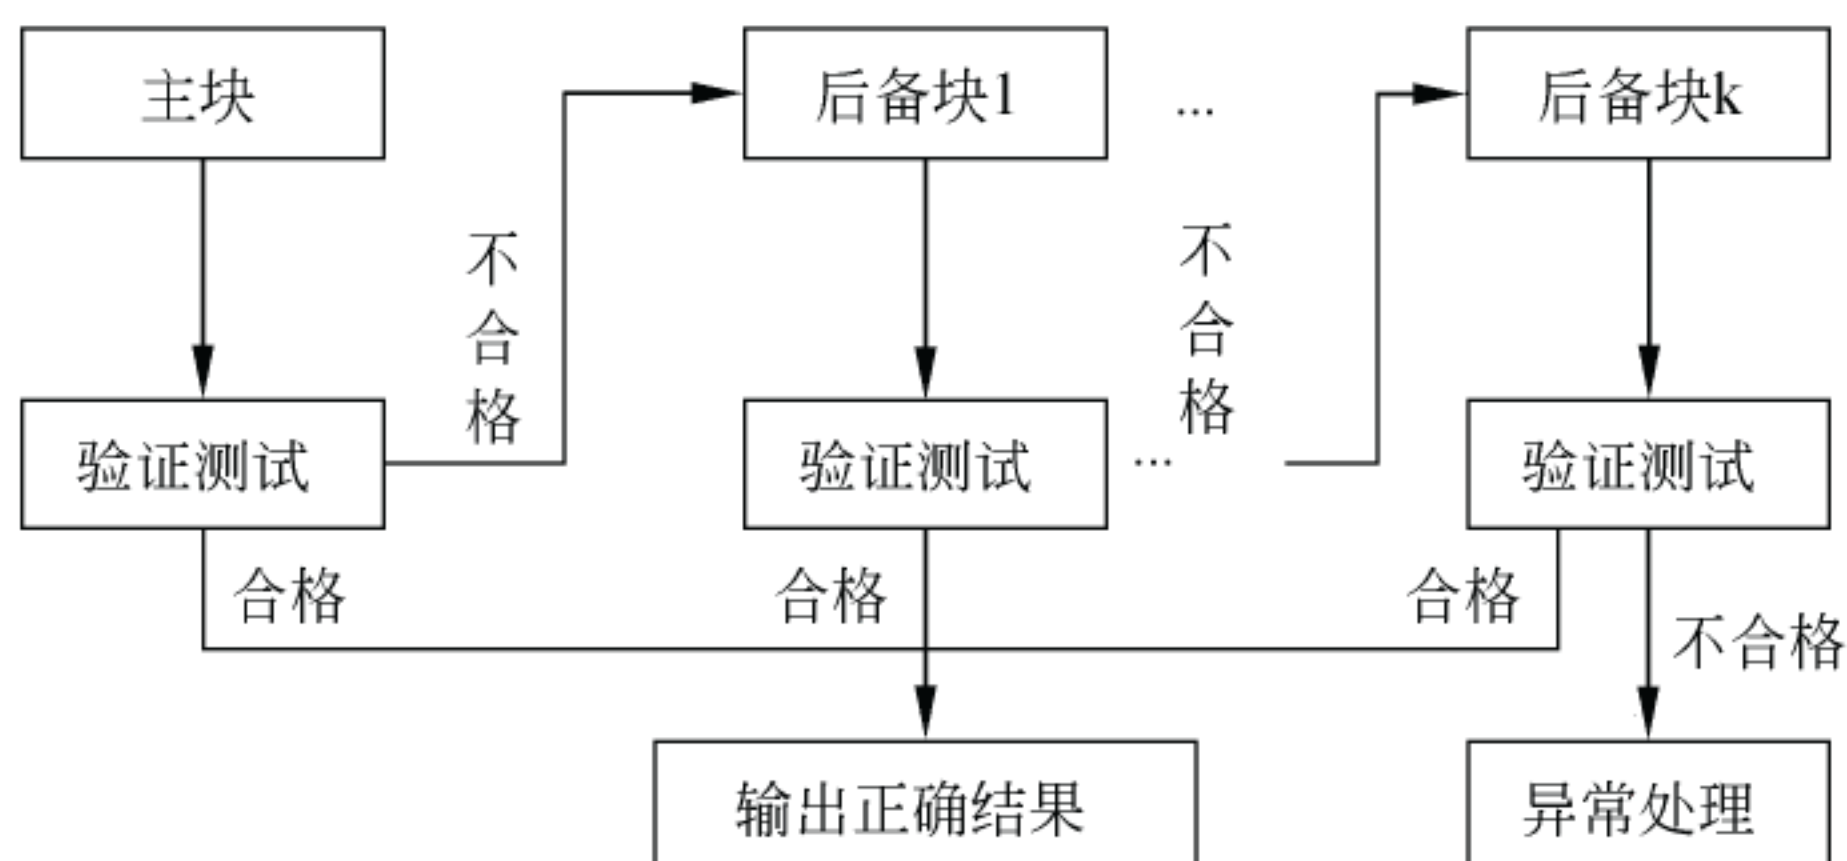 主块
后备块1
...
后备块k
不合格
不合格
验证测试
验证测试
...
验证测试
合格
合格
合格
不合格
输出正确结果
异常处理